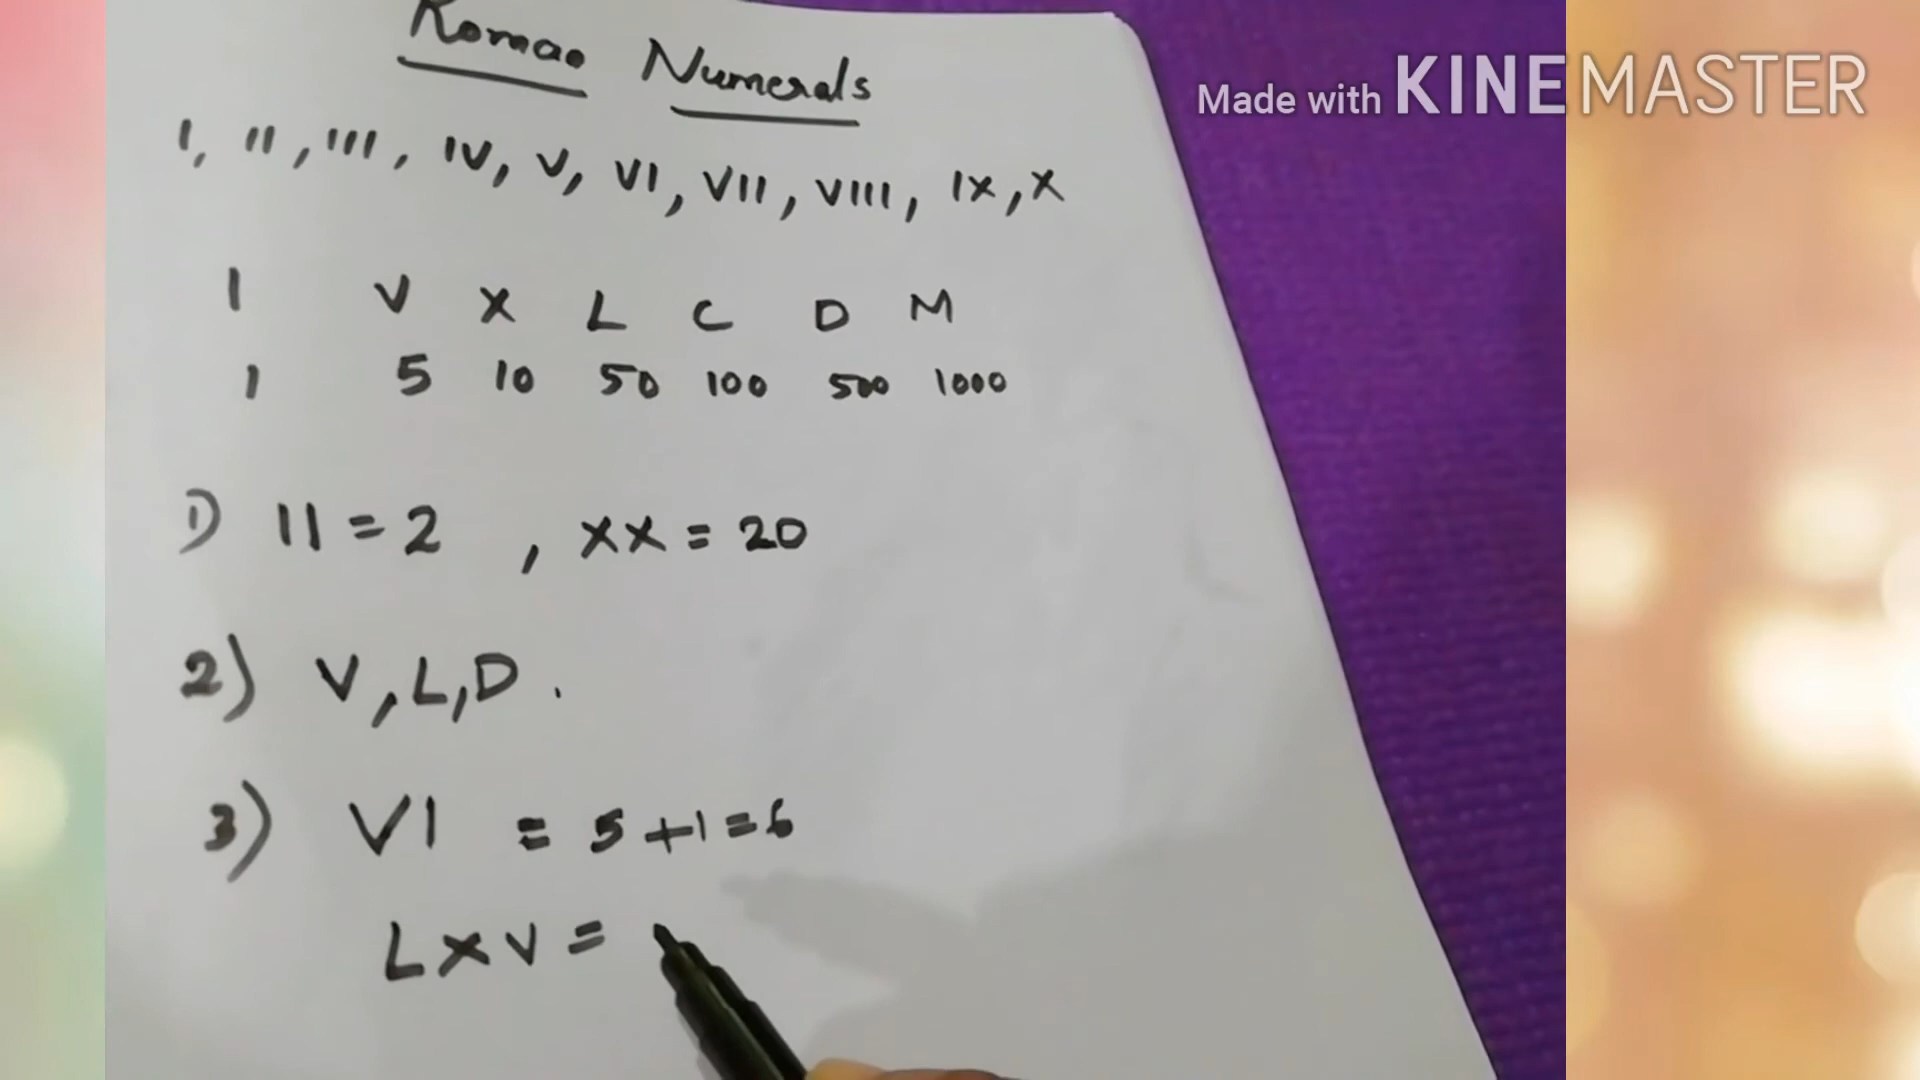 Roman Numerals
Made with KINEMASTER
I, II, III, IV, V, VI, VII, VIII, IX, X
I V X L C D M
1 5 10 50 100 500 1000
1) II = 2 , XX = 20
2) V, L, D .
3) VI = 5 + 1 = 6
LXV =